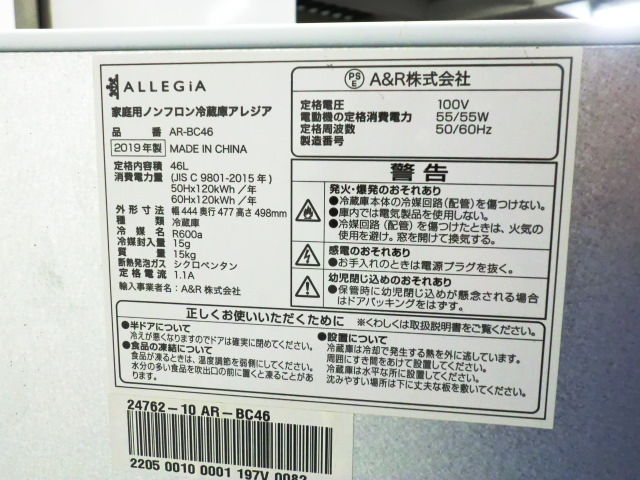 ALLEGiA
家庭用ノンフロン冷蔵庫アレジア
品 番 AR-BC46
2019年製 MADE IN CHINA
定格内容積 46L
消費電力量 (JIS C 9801-2015年)
50Hz120kWh/年
60Hz120kWh/年
外形寸法 幅444奥行477高さ498mm
種 類 冷蔵庫
冷 媒 名 R600a
冷媒封入量 15g
質 量 15kg
断熱発泡ガス シクロペンタン
定格電流 1.1A
輸入事業者名：A&R株式会社
PS E A&R株式会社
定格電圧 100V
電動機の定格消費電力 55/55W
定格周波数 50/60Hz
製造番号
警告
発火・爆発のおそれあり
●冷蔵庫本体の冷媒回路(配管)を傷つけない。
●庫内では電気製品を使用しない。
●冷媒回路(配管)を傷つけたときは、火気の
使用を避け。窓を開けて換気する。
感電のおそれあり
●お手入れのときは電源プラグを抜く。
幼児閉じ込めのおそれあり
●保管時に幼児閉じ込めが懸念される場合
はドアパッキングをはずす。
正しくお使いいただくために ※くわしくは取扱説明書をご覧ください。
●半ドアについて
冷えが悪くなりますのでドアは確実に閉めてください。
●食品の凍結について
食品が凍るときは、温度調節を弱側にしてください。
水分の多い食品を吹出口の前に置くと凍ることがあ
ります。
●設置について
冷蔵庫は冷却で発生する熱を外に逃しています。
周囲にすき間をあけて設置してください。
冷蔵庫は水平な所に設置してください。
沈みやすい場所は下に丈夫な板を敷いてください。
24762-10 AR-BC46
2205 0010 0001 197V 0083